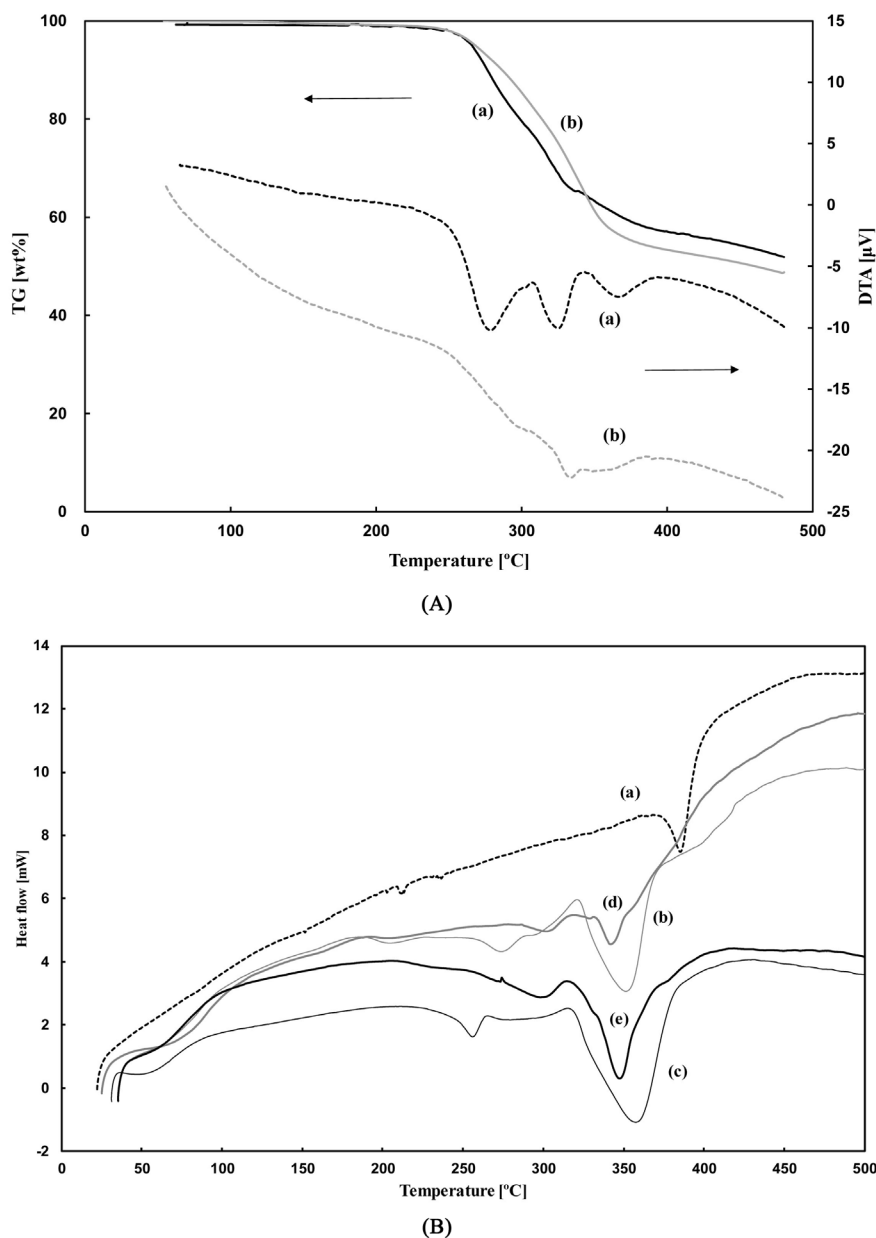 100
80
60
40
20
0
TG [wt%]
15
10
5
0
-5
-10
-15
-20
-25
DTA [µV]
(a)
(b)
(a)
(b)
0 100 200 300 400 500
Temperature [ºC]
(A)
14
12
10
8
6
4
2
0
-2
Heat flow [mW]
(a)
(d)
(b)
(e)
(c)
0 50 100 150 200 250 300 350 400 450 500
Temperature [ºC]
(B)